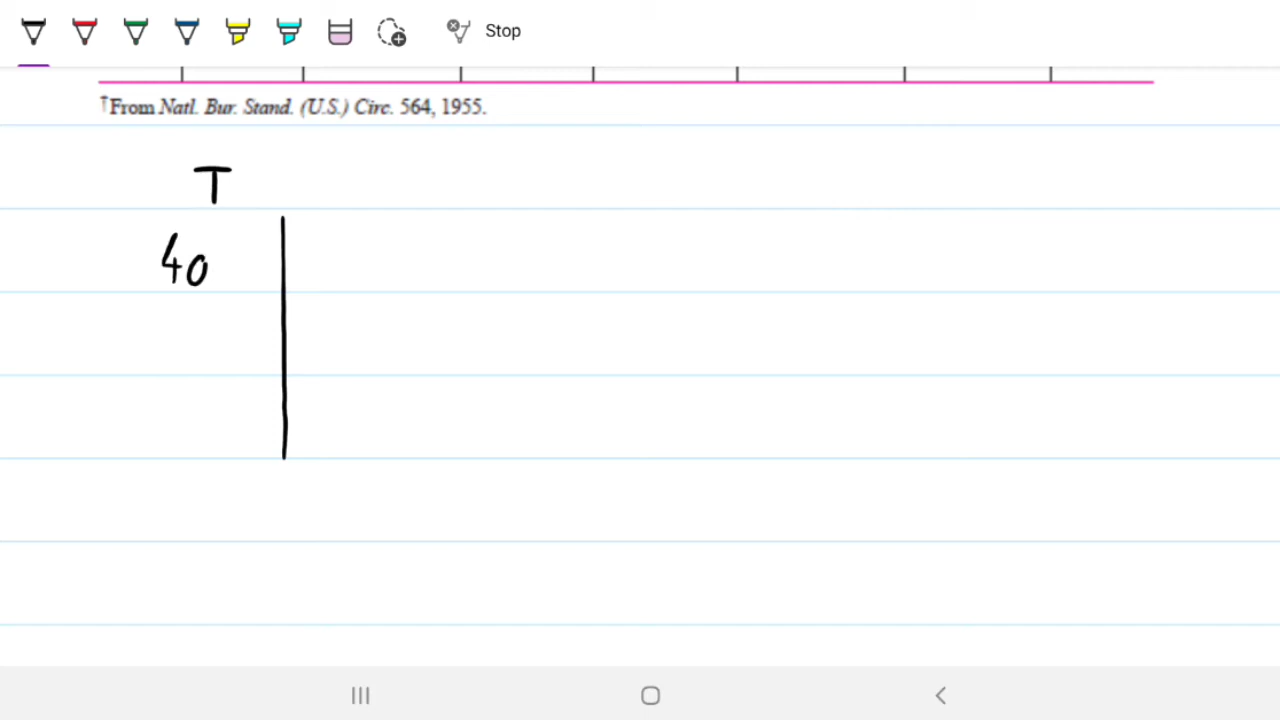 Stop
†From Natl. Bur. Stand. (U.S.) Circ. 564, 1955.
T
40